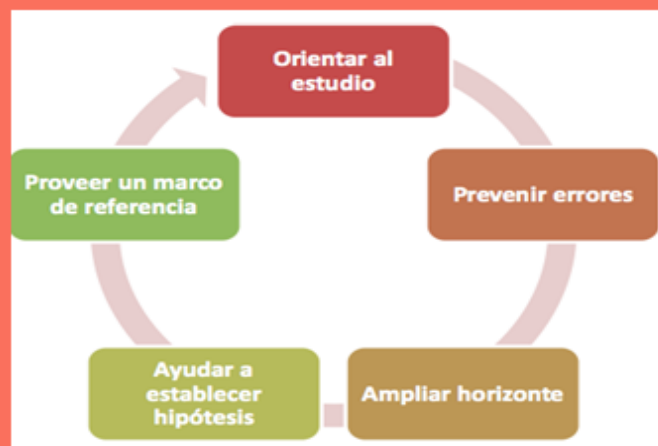 Orientar al
estudio
Prevenir errores
Ampliar horizonte
Ayudar a
establecer
hipótesis
Proveer un marco
de referencia